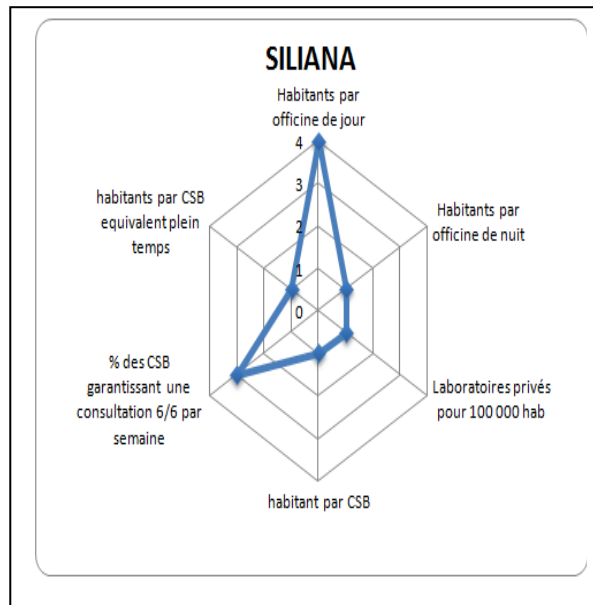 SILIANA
Habitants par
officine de jour
4
3
2
1
0
Habitants par
officine de nuit
Laboratoires privés
pour 100 000 hab
habitant par CSB
% des CSB
garantissant une
consultation 6/6 par
semaine
habitants par CSB
equivalent plein
temps